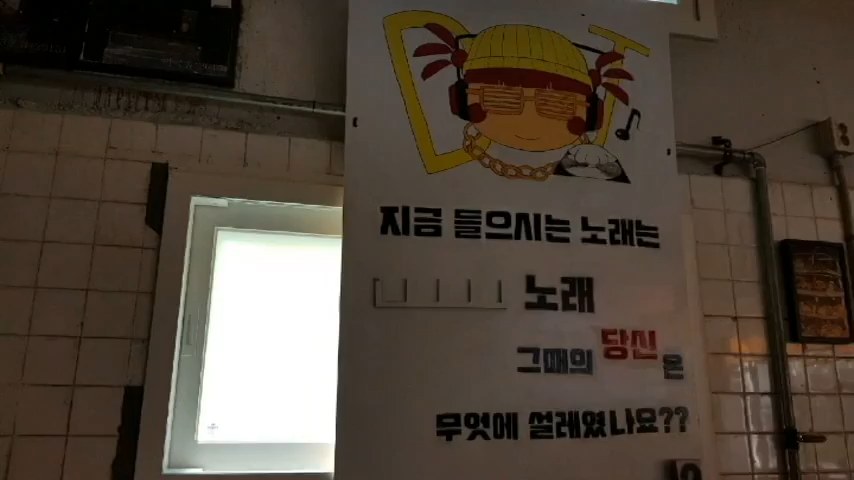 지금 들으시는 노래는
노래
그때의 당신은
무엇에 설레였나요??